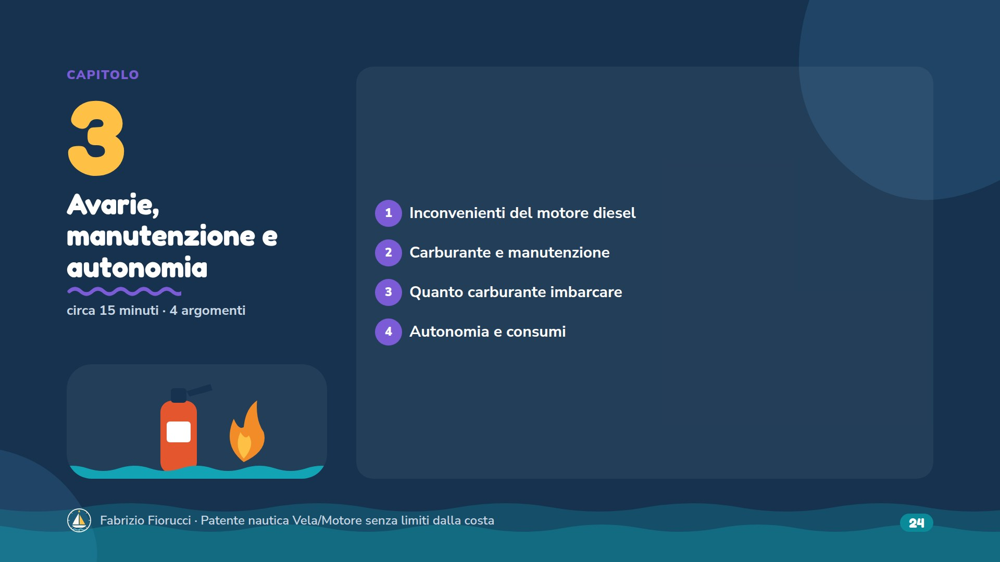 CAPITOLO
3
Avarie,
manutenzione e
autonomia
circa 15 minuti · 4 argomenti
1 Inconvenienti del motore diesel
2 Carburante e manutenzione
3 Quanto carburante imbarcare
4 Autonomia e consumi
Fabrizio Fiorucci · Patente nautica Vela/Motore senza limiti dalla costa
24